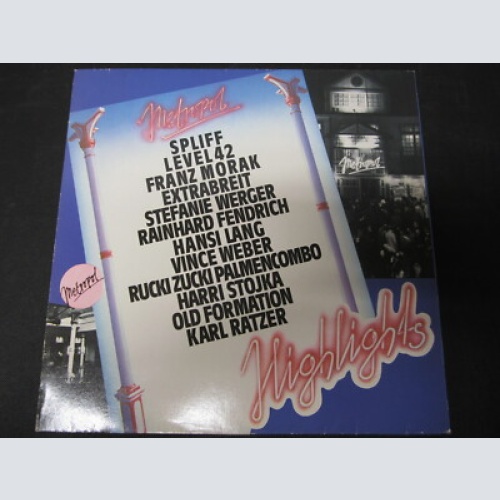 Metropol
SPLIFF
LEVEL 42
FRANZ MORAK
EXTRABREIT
STEFANIE WERGER
RAINHARD FENDRICH
HANSI LANG
VINCE WEBER
RUCKI ZUCKI PALMENCOMBO
HARRI STOJKA
OLD FORMATION
KARL RATZER
Highlights
Metropol
Metropol